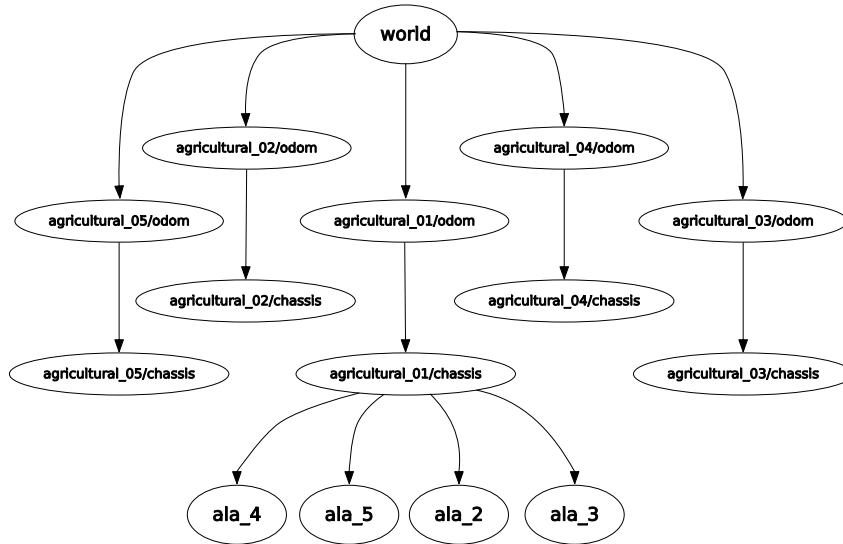 world
agricultural_02/odom
agricultural_04/odom
agricultural_05/odom
agricultural_01/odom
agricultural_03/odom
agricultural_02/chassis
agricultural_04/chassis
agricultural_05/chassis
agricultural_01/chassis
agricultural_03/chassis
ala_4
ala_5
ala_2
ala_3